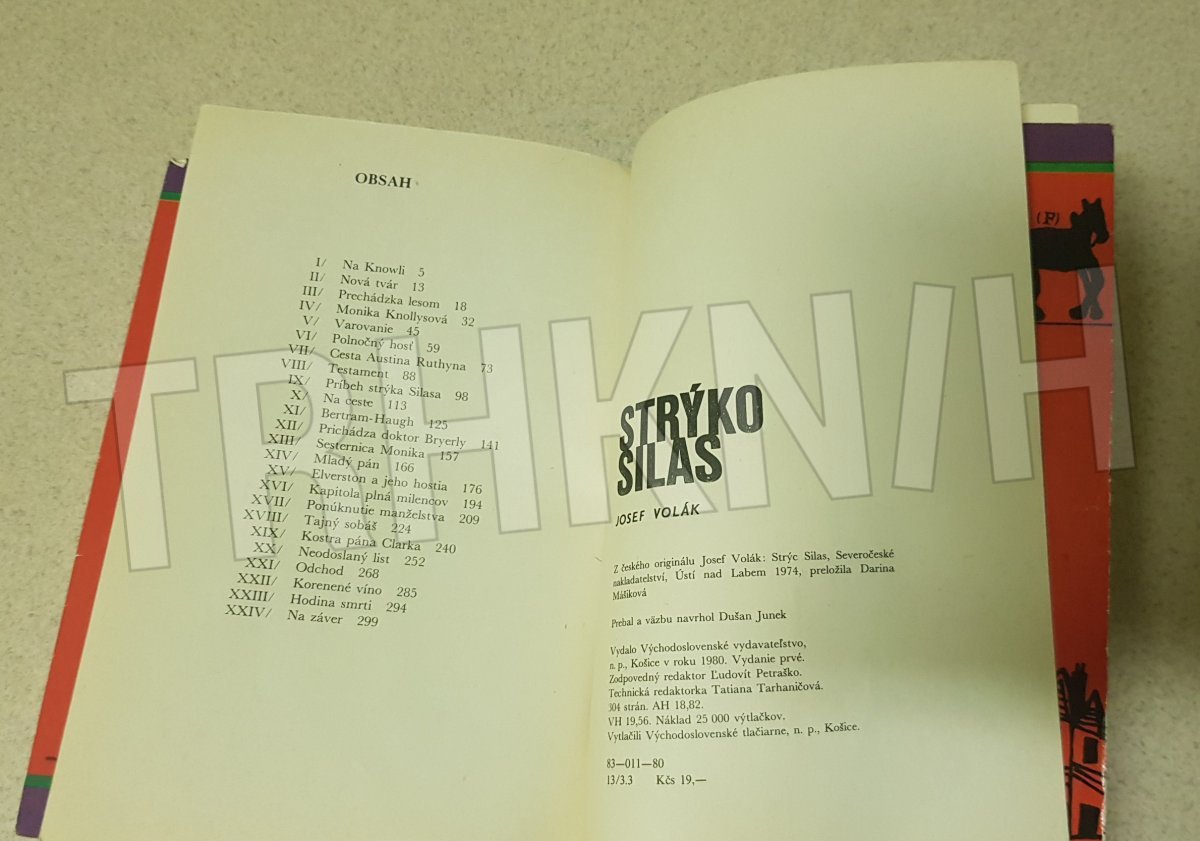 OBSAH
I/ Na Knowli 5
II/ Nová tvár 13
III/ Prechádzka lesom 18
IV/ Monika Knollysová 32
V/ Varovanie 45
VI/ Polnočný hosť 59
VII/ Cesta Austina Ruthyna 73
VIII/ Testament 88
IX/ Príbeh strýka Silasa 98
X/ Na ceste 113
XI/ Bertram-Haugh 125
XII/ Prichádza doktor Bryerly 141
XIII/ Sesternica Monika 157
XIV/ Mladý pán 166
XV/ Elverston a jeho hostia 176
XVI/ Kapitola plná milencov 194
XVII/ Ponúknutie manželstva 209
XVIII/ Tajný sobáš 224
XIX/ Kostra pána Clarka 240
XX/ Neodoslaný list 252
XXI/ Odchod 268
XXII/ Korenené víno 285
XXIII/ Hodina smrti 294
XXIV/ Na záver 299
STRÝKO
SILAS
JOSEF VOLÁK
Z českého originálu Josef Volák: Strýc Silas, Severočeské
nakladatelství, Ústí nad Labem 1974, preložila Darina
Mášiková
Prebal a väzbu navrhol Dušan Junek
Vydalo Východoslovenské vydavateľstvo,
n. p., Košice v roku 1980. Vydanie prvé.
Zodpovedný redaktor Ľudovít Petraško.
Technická redaktorka Tatiana Tarhaničová.
304 strán. AH 18,82.
VH 19,56. Náklad 25 000 výtlačkov.
Vytlačili Východoslovenské tlačiarne, n. p., Košice.
83—011—80
13/3.3 Kčs 19,—
(F)
TRHKNIH